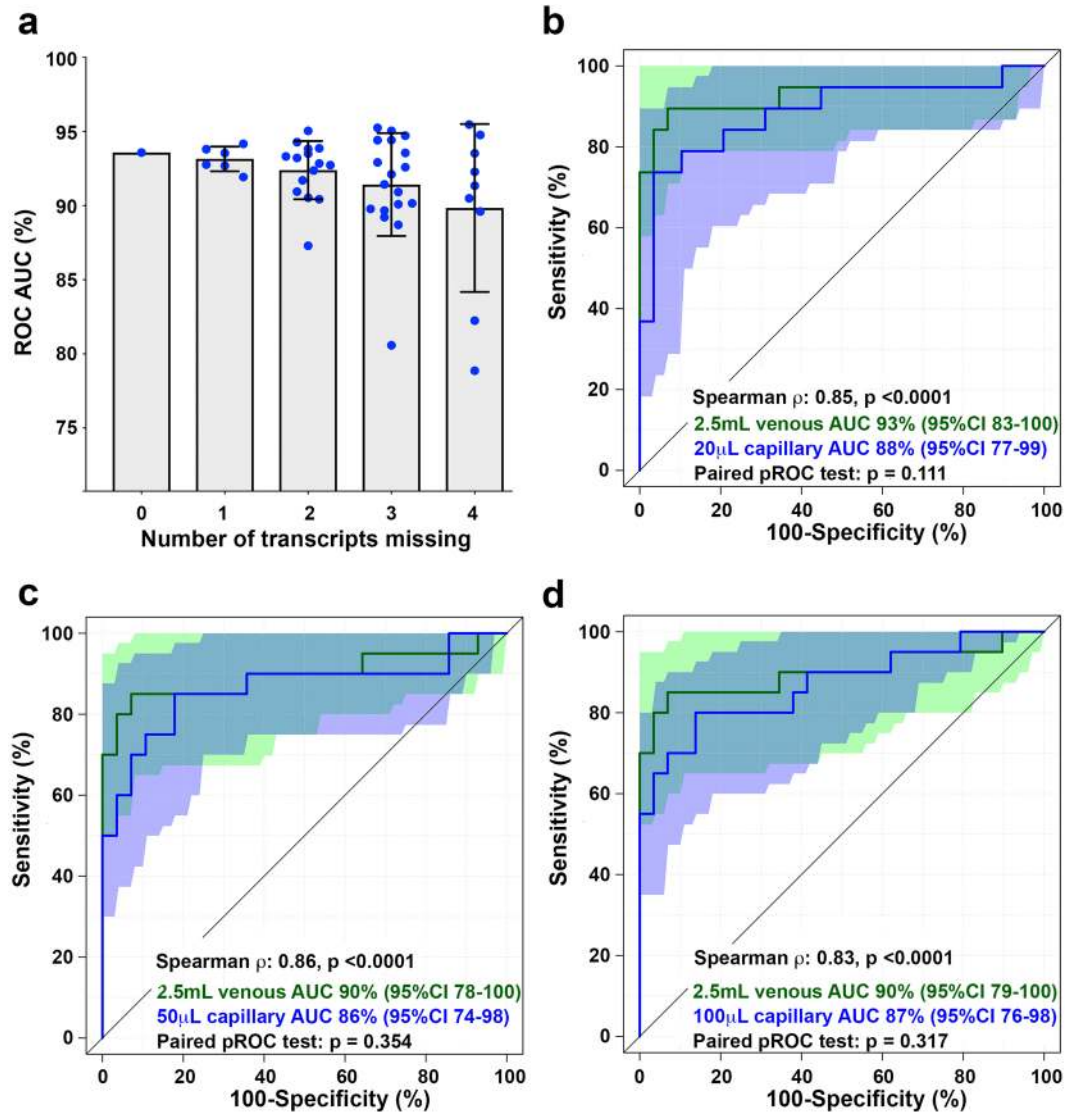 a
100
95
90
85
80
75
ROC AUC (%)
0 1 2 3 4
Number of transcripts missing
b
100
80
60
40
20
0
Sensitivity (%)
Spearman ρ: 0.85, p <0.0001
2.5mL venous AUC 93% (95%CI 83-100)
20μL capillary AUC 88% (95%CI 77-99)
Paired pROC test: p = 0.111
0 20 40 60 80 100
100-Specificity (%)
c
100
80
60
40
20
0
Sensitivity (%)
Spearman ρ: 0.86, p <0.0001
2.5mL venous AUC 90% (95%CI 78-100)
50μL capillary AUC 86% (95%CI 74-98)
Paired pROC test: p = 0.354
0 20 40 60 80 100
100-Specificity (%)
d
100
80
60
40
20
0
Sensitivity (%)
Spearman ρ: 0.83, p <0.0001
2.5mL venous AUC 90% (95%CI 79-100)
100μL capillary AUC 87% (95%CI 76-98)
Paired pROC test: p = 0.317
0 20 40 60 80 100
100-Specificity (%)